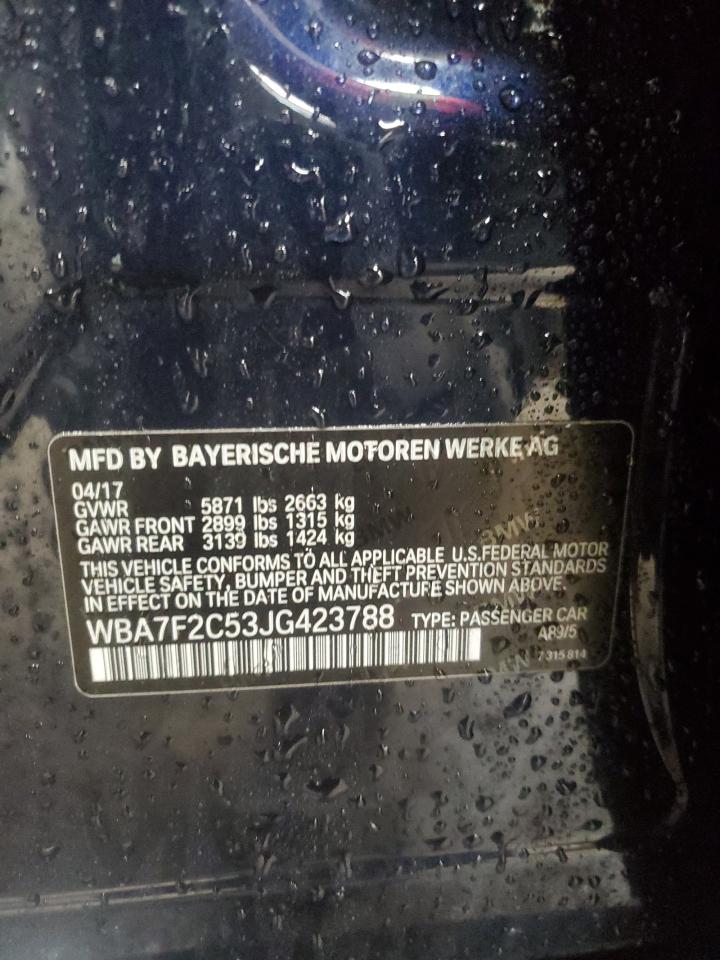 MFD BY BAYERISCHE MOTOREN WERKE AG
04/17
GVWR 5871 lbs 2663 kg
GAWR FRONT 2899 lbs 1315 kg
GAWR REAR 3139 lbs 1424 kg
THIS VEHICLE CONFORMS TO ALL APPLICABLE U.S.FEDERAL MOTOR
VEHICLE SAFETY, BUMPER AND THEFT PREVENTION STANDARDS
IN EFFECT ON THE DATE OF MANUFACTURE SHOWN ABOVE.
WBA7F2C53JG423788 TYPE: PASSENGER CAR
A89/5
7 315 814